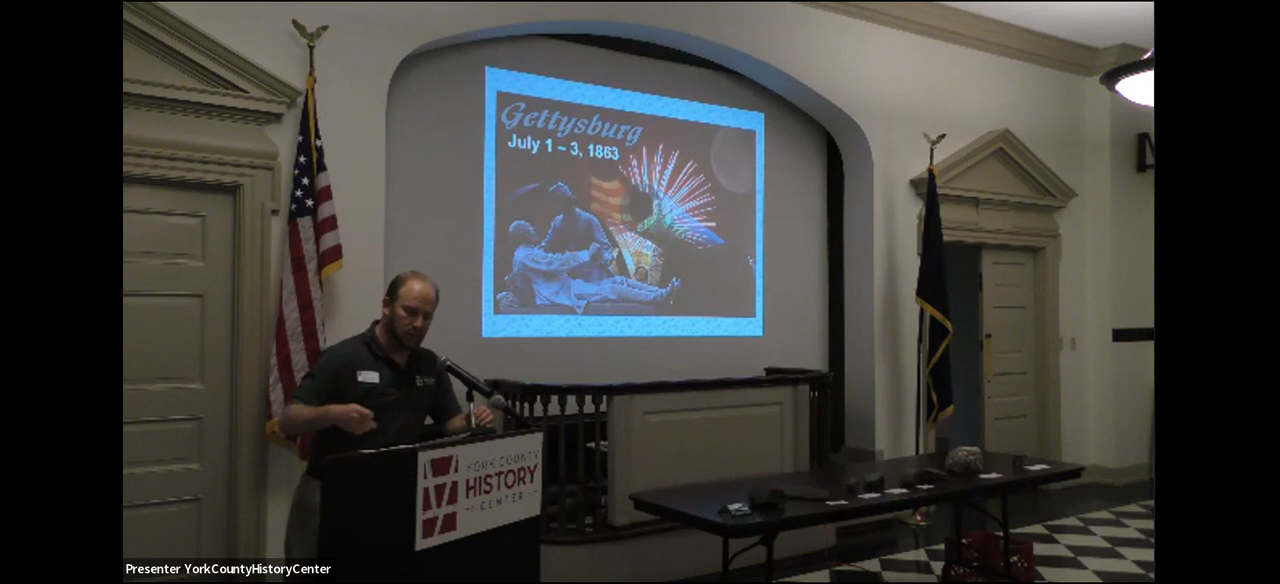 Gettysburg
July 1 – 3, 1863
YORK COUNTY
HISTORY
CENTER
Presenter YorkCountyHistoryCenter